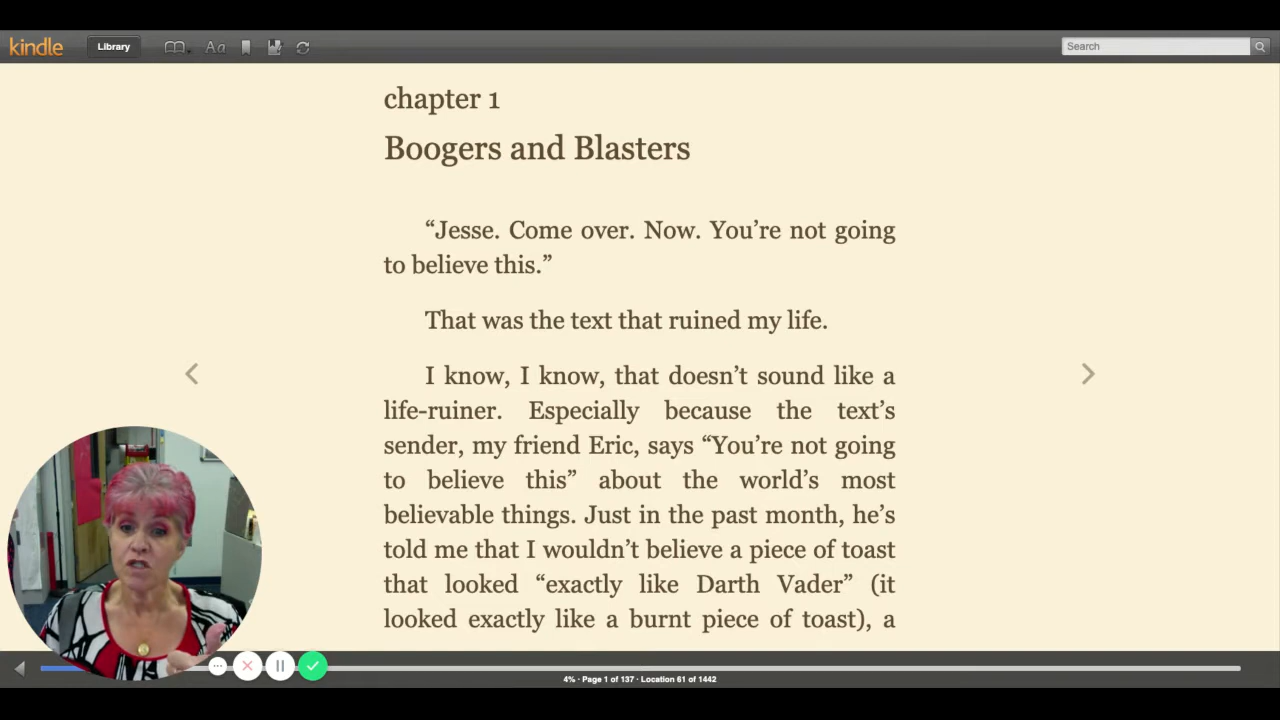 kindle
Library
Aa
Search
chapter 1
Boogers and Blasters
“Jesse. Come over. Now. You’re not going
to believe this.”
That was the text that ruined my life.
I know, I know, that doesn’t sound like a
life-ruiner. Especially because the text’s
sender, my friend Eric, says “You’re not going
to believe this” about the world’s most
believable things. Just in the past month, he’s
told me that I wouldn’t believe a piece of toast
that looked “exactly like Darth Vader” (it
looked exactly like a burnt piece of toast), a
4% · Page 1 of 137 · Location 61 of 1442